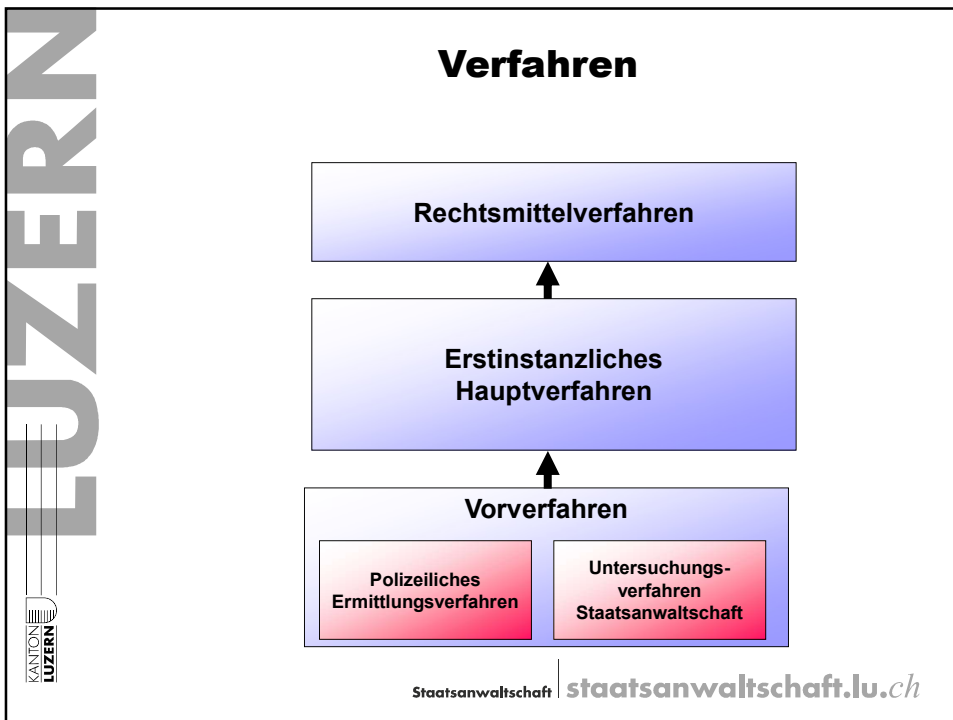 LUZERN
Verfahren
Rechtsmittelverfahren
Erstinstanzliches
Hauptverfahren
Vorverfahren
Polizeiliches
Ermittlungsverfahren
Untersuchungs-
verfahren
Staatsanwaltschaft
KANTON
LUZERN
Staatsanwaltschaft staatsanwaltschaft.lu.ch